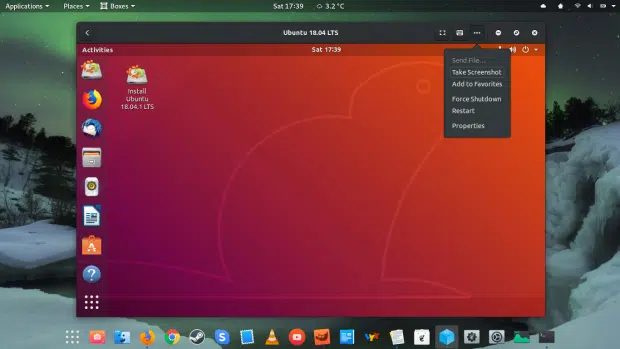 Applications Places Boxes Sat 17:39 3.2 °C
Ubuntu 18.04 LTS
Activities Sat 17:39
Send File...
Take Screenshot
Add to Favorites
Force Shutdown
Restart
Properties
Install
Ubuntu
18.04.1 LTS